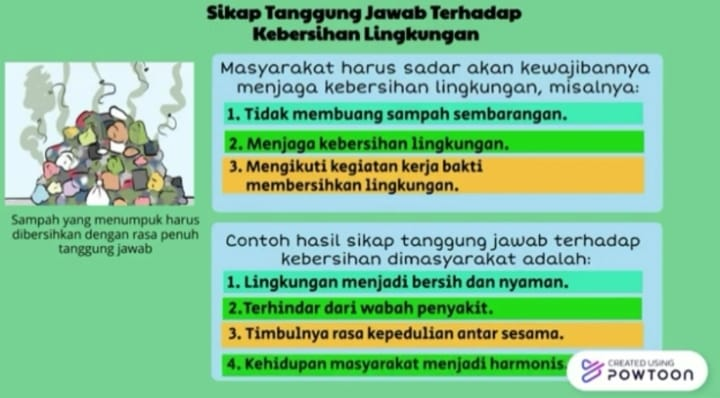 Sikap Tanggung Jawab Terhadap
Kebersihan Lingkungan
Masyarakat harus sadar akan kewajibannya
menjaga kebersihan lingkungan, misalnya:
1. Tidak membuang sampah sembarangan.
2. Menjaga kebersihan lingkungan.
3. Mengikuti kegiatan kerja bakti
membersihkan lingkungan.
Sampah yang menumpuk harus
dibersihkan dengan rasa penuh
tanggung jawab
Contoh hasil sikap tanggung jawab terhadap
kebersihan dimasyarakat adalah:
1. Lingkungan menjadi bersih dan nyaman.
2.Terhindar dari wabah penyakit.
3. Timbulnya rasa kepedulian antar sesama.
4. Kehidupan masyarakat menjadi harmonis.
CREATED USING
POWTOON